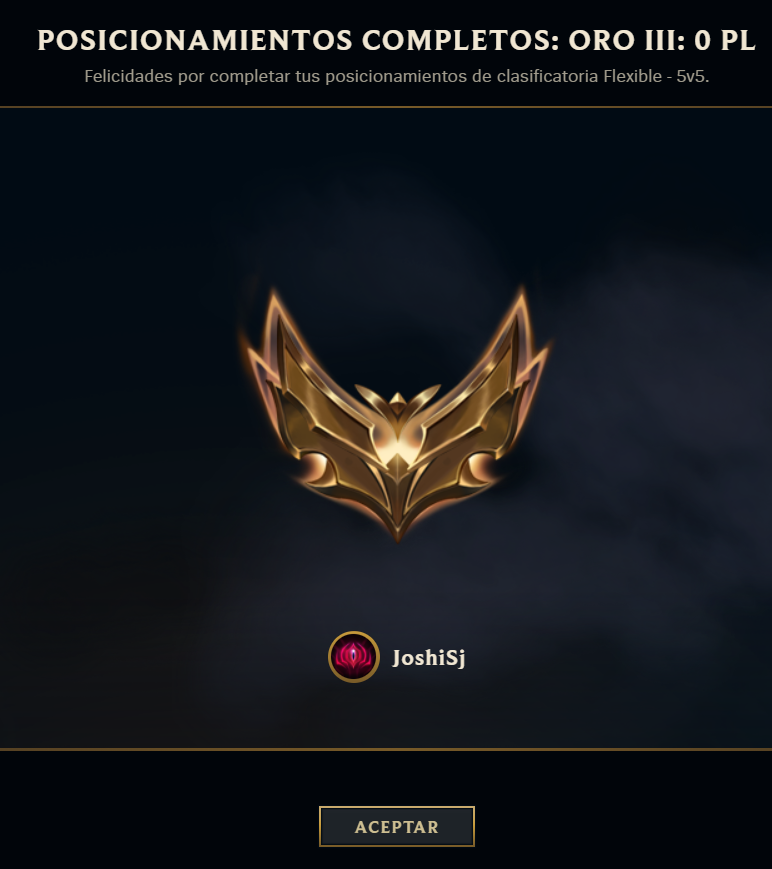 POSICIONAMIENTOS COMPLETOS: ORO III: 0 PL
Felicidades por completar tus posicionamientos de clasificatoria Flexible - 5v5.
JoshiSj
ACEPTAR